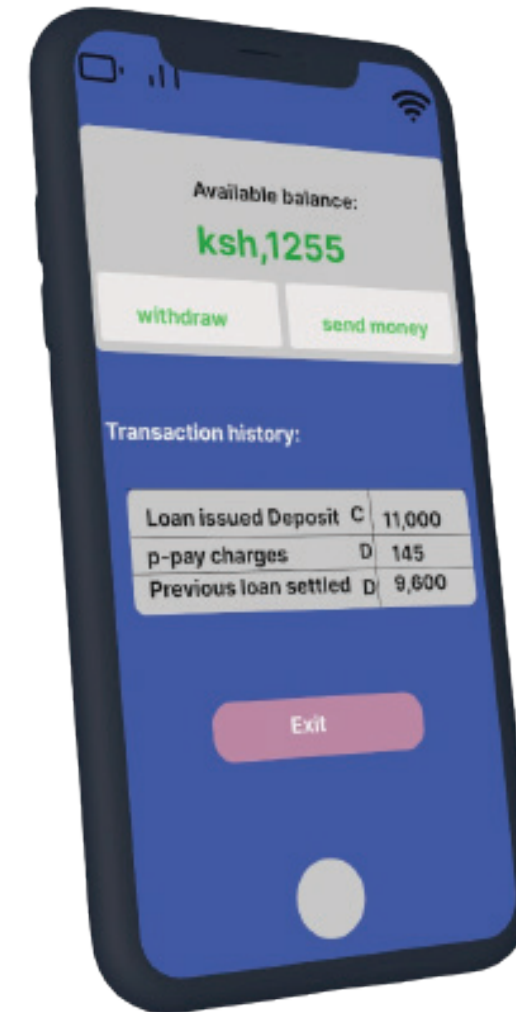 Available balance:
ksh,1255
withdraw send money
Transaction history:
Loan issued Deposit C 11,000
p-pay charges D 145
Previous loan settled D 9,600
Exit